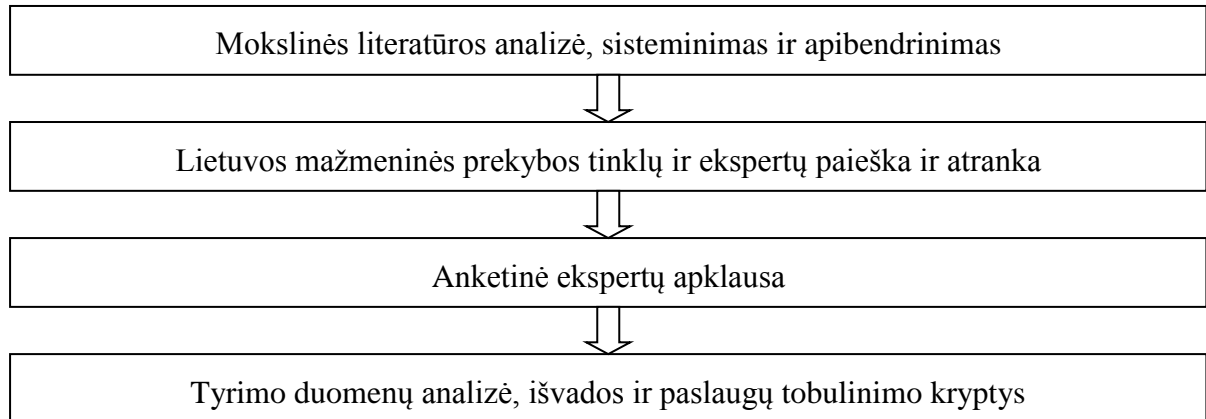 Mokslinės literatūros analizė, sisteminimas ir apibendrinimas
Lietuvos mažmeninės prekybos tinklų ir ekspertų paieška ir atranka
Anketinė ekspertų apklausa
Tyrimo duomenų analizė, išvados ir paslaugų tobulinimo kryptys